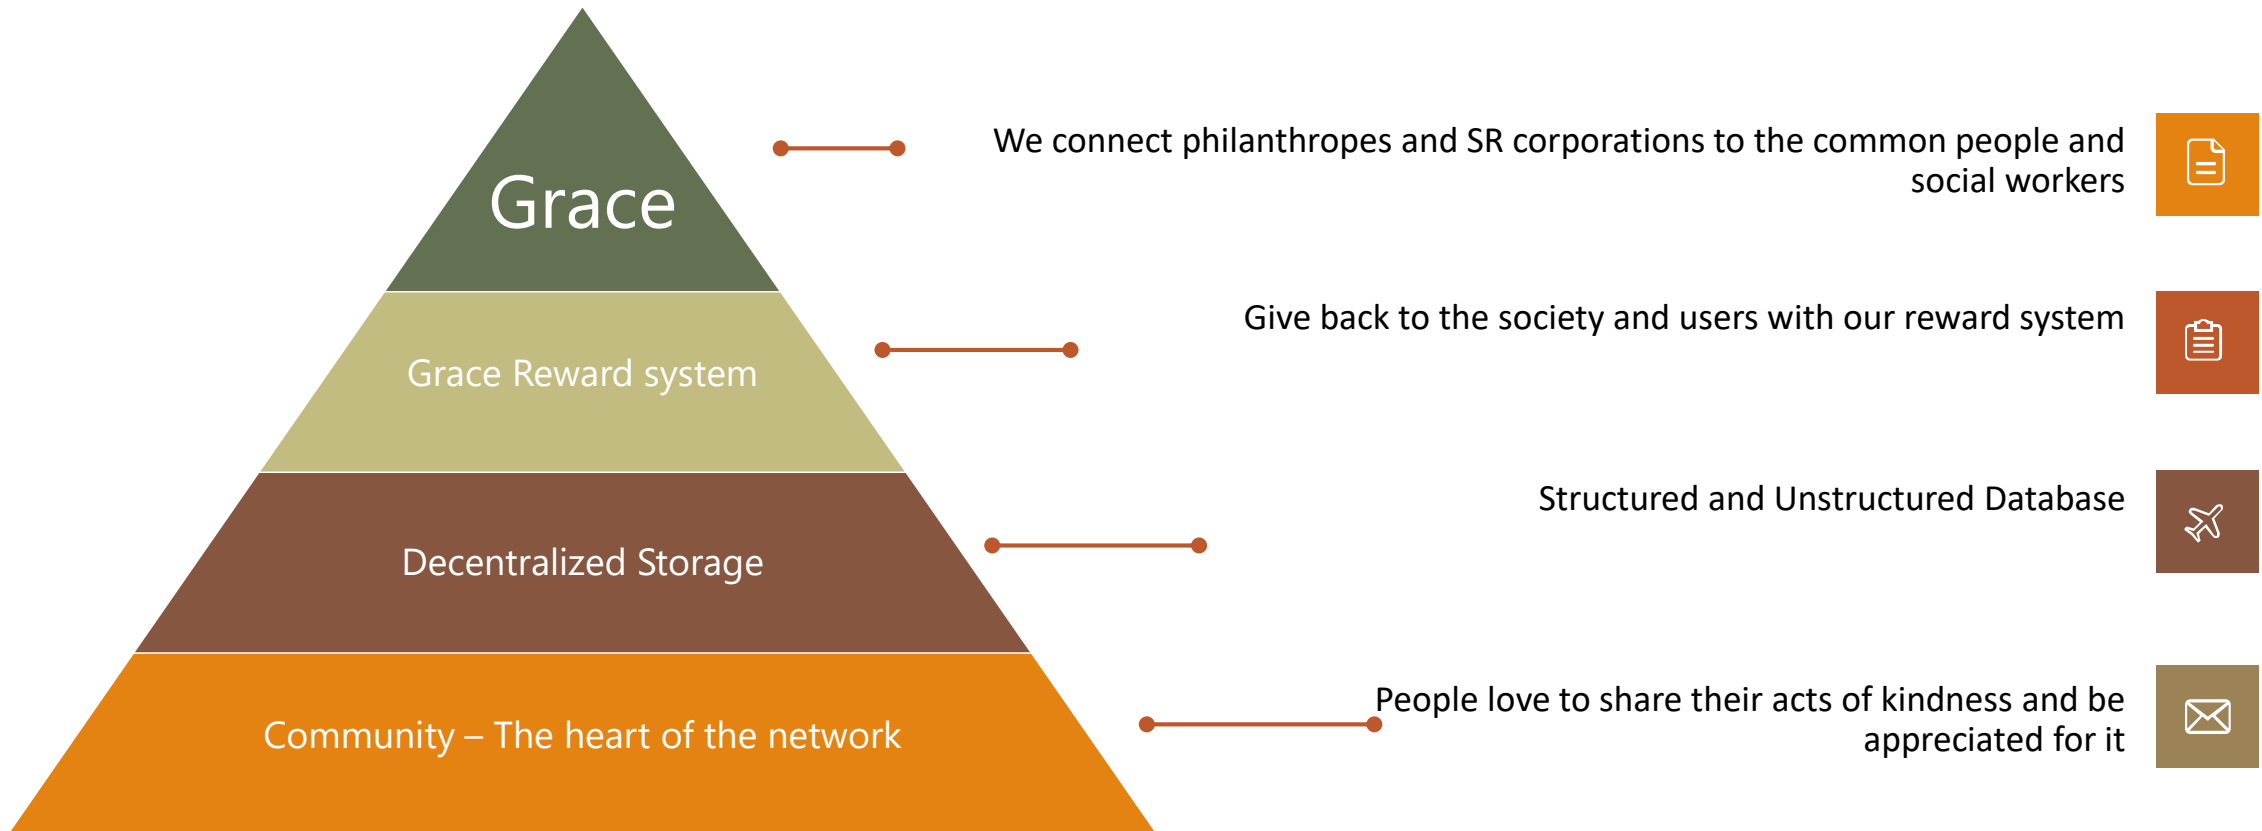 Grace
We connect philanthropes and SR corporations to the common people and
social workers
Grace Reward system
Give back to the society and users with our reward system
Decentralized Storage
Structured and Unstructured Database
Community – The heart of the network
People love to share their acts of kindness and be
appreciated for it